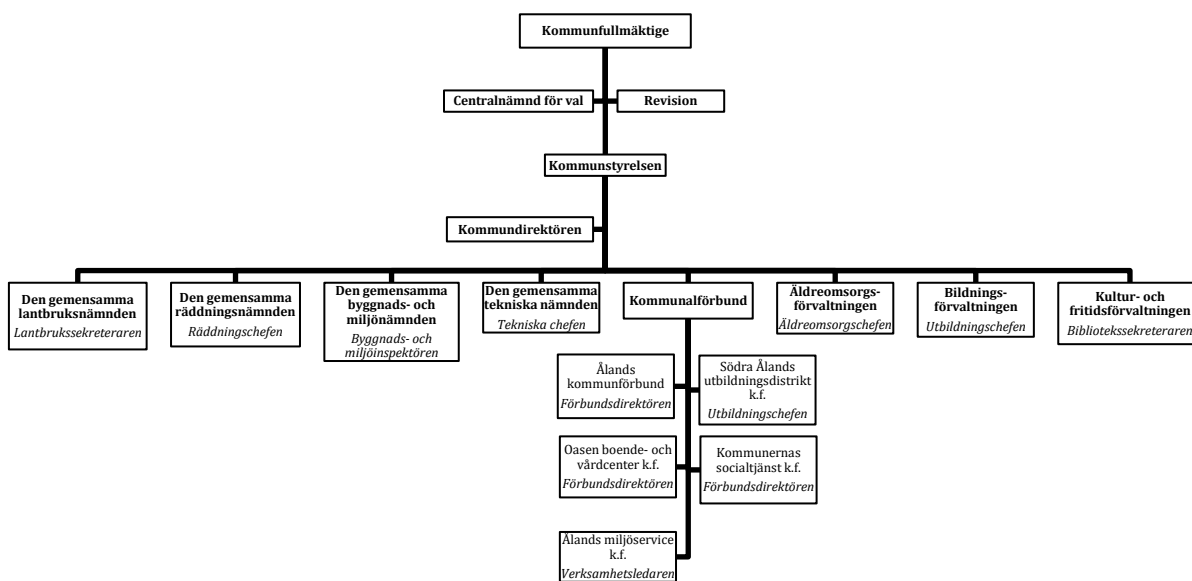 Kommunfullmäktige
Centralnämnd för val
Revision
Kommunstyrelsen
Kommundirektören
Den gemensamma
lantbruksnämnden
Lantbrukssekreteraren
Den gemensamma
räddningsnämnden
Räddningschefen
Den gemensamma
byggnads- och
miljönämnden
Byggnads- och
miljöinspektören
Den gemensamma
tekniska nämnden
Tekniska chefen
Kommunalförbund
Äldreomsorgs-
förvaltningen
Äldreomsorgschefen
Bildnings-
förvaltningen
Utbildningschefen
Kultur- och
fritidsförvaltningen
Bibliotekssekreteraren
Ålands
kommunförbund
Förbundsdirektören
Södra Ålands
utbildningsdistrikt
k.f.
Utbildningschefen
Oasen boende- och
vårdcenter k.f.
Förbundsdirektören
Kommunernas
socialtjänst k.f.
Förbundsdirektören
Ålands miljöservice
k.f.
Verksamhetsledaren